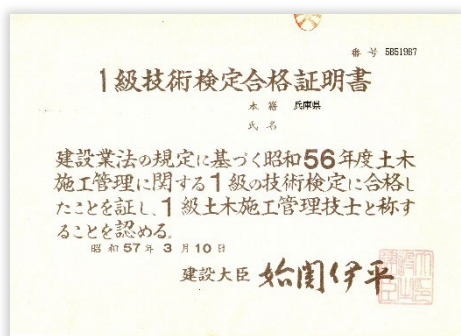 番号 5851987
1級技術検定合格証明書
本籍 兵庫県
氏名
建設業法の規定に基づく昭和56年度土木
施工管理に関する1級の技術検定に合格し
たことを証し、1級土木施工管理技士と称す
ることを認める。
昭和57年3月10日
建設大臣 始関伊平